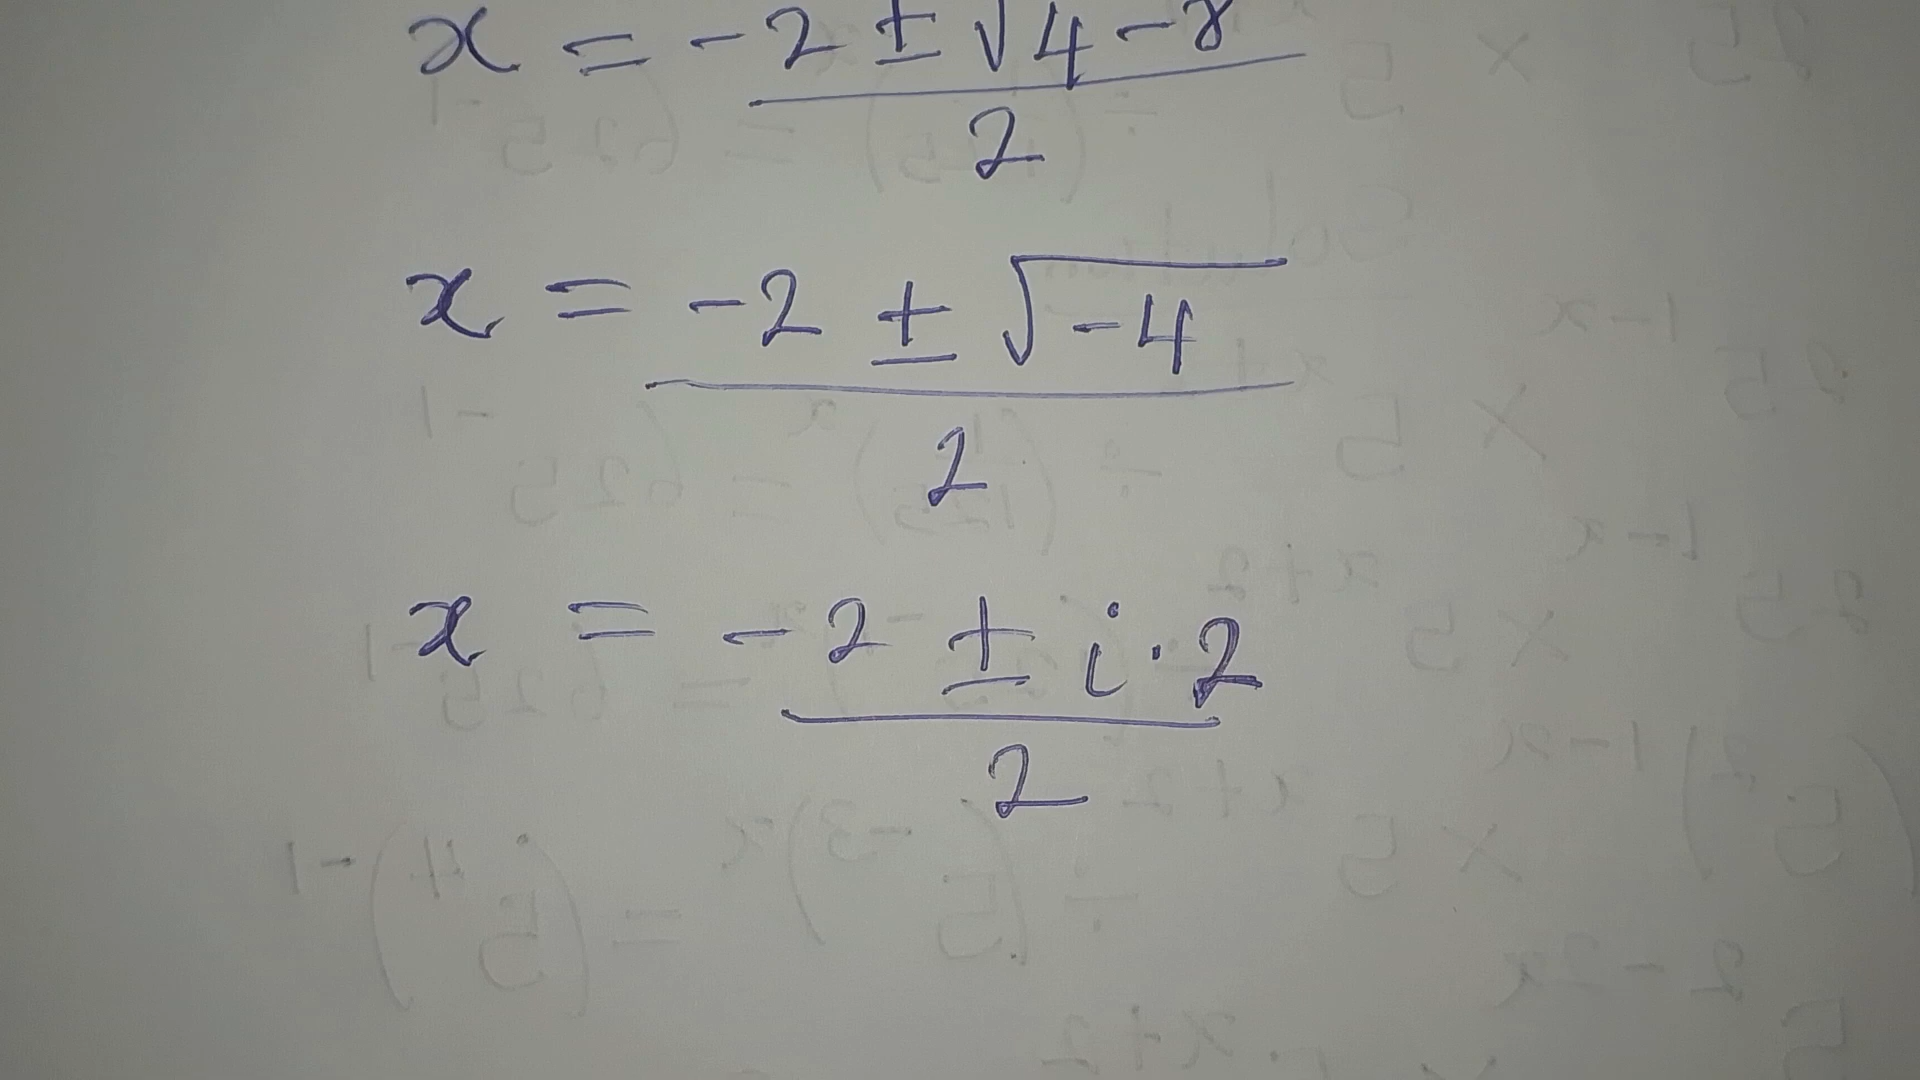 x = -2 ± √4-8
2
x = -2 ± √-4
2
x = -2 ± i·2
2